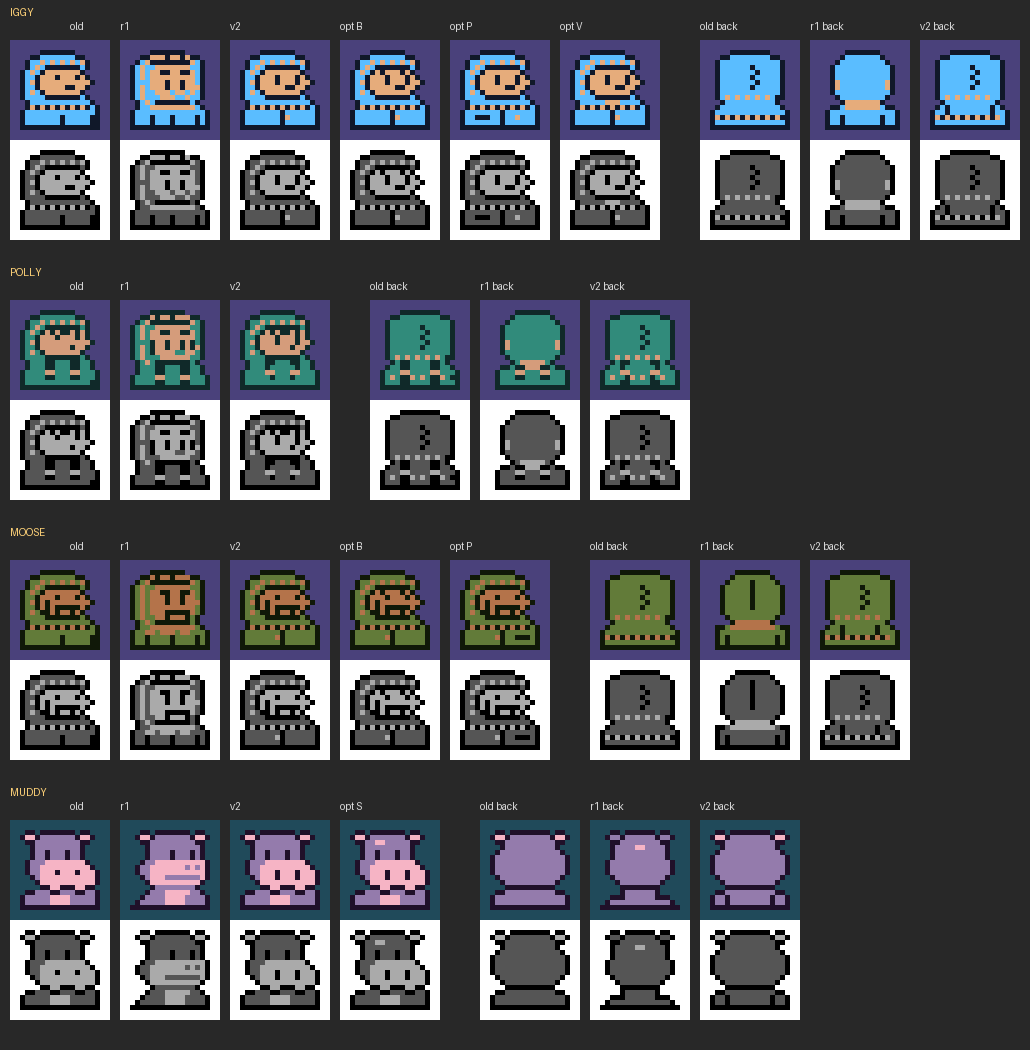 IGGY
old r1 v2 opt B opt P opt V old back r1 back v2 back
POLLY
old r1 v2 old back r1 back v2 back
MOOSE
old r1 v2 opt B opt P old back r1 back v2 back
MUDDY
old r1 v2 opt S old back r1 back v2 back